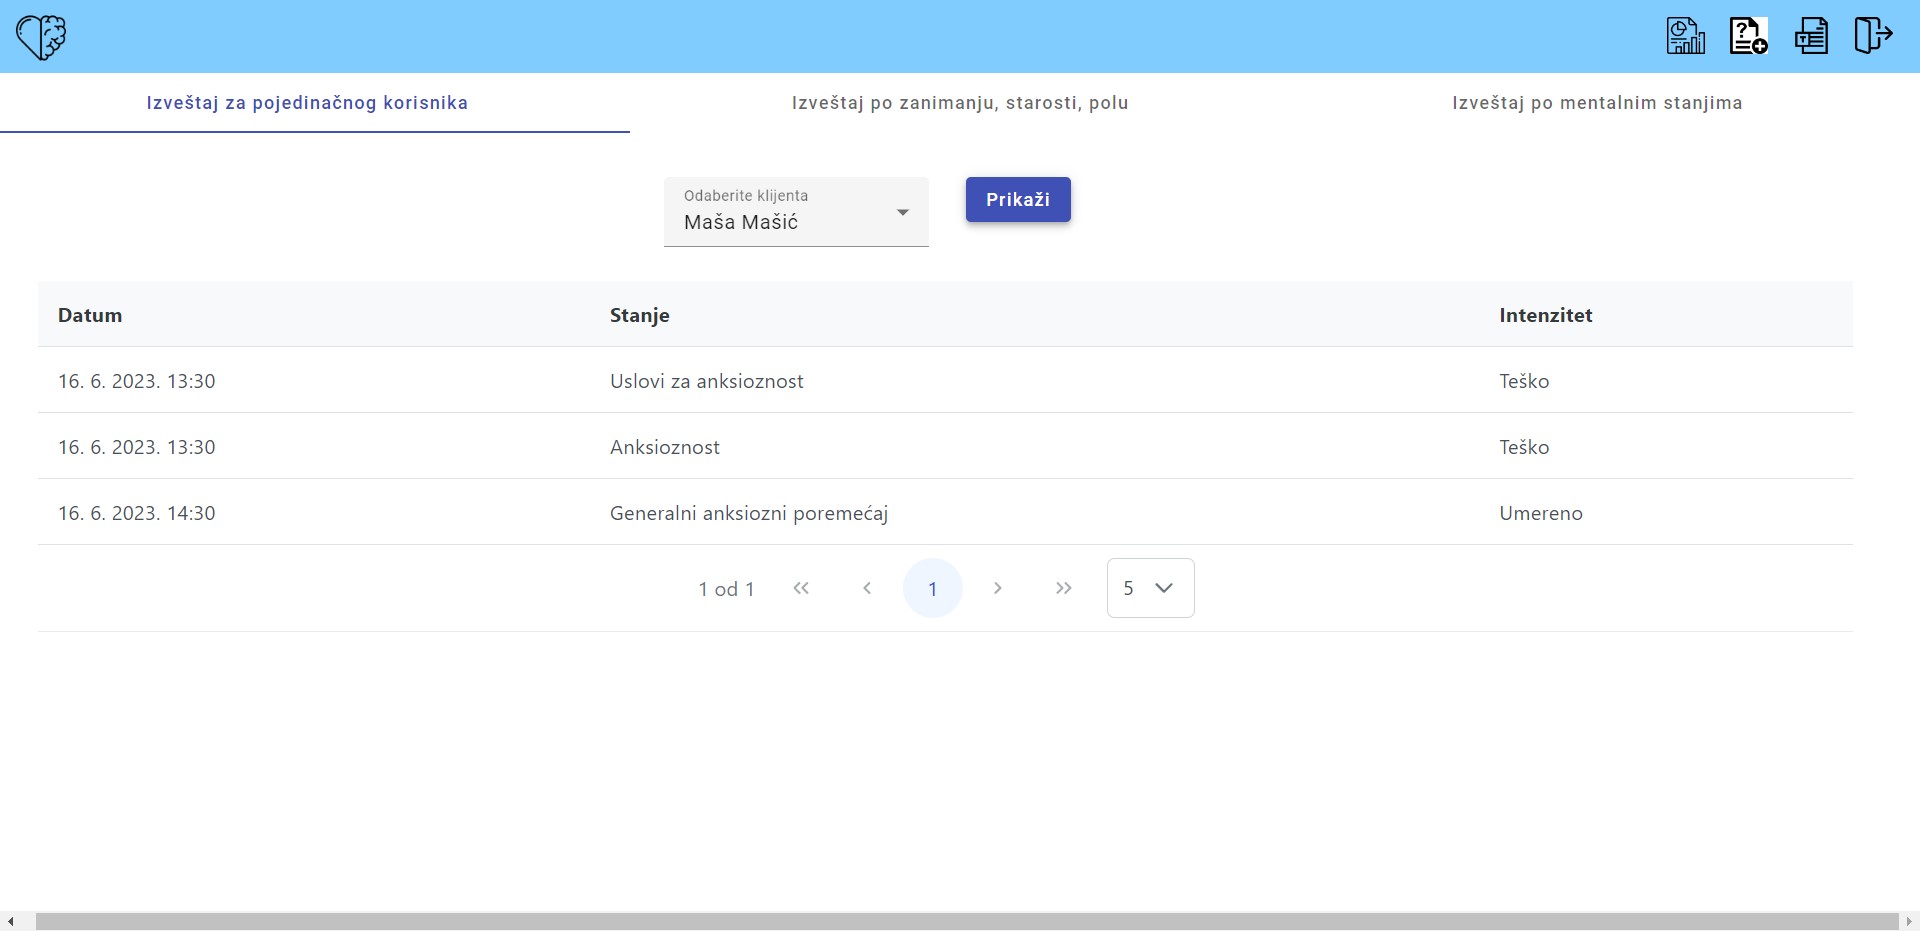 Izveštaj za pojedinačnog korisnika Izveštaj po zanimanju, starosti, polu Izveštaj po mentalnim stanjima
Odaberite klijenta
Maša Mašić
Prikaži
Datum Stanje Intenzitet
16. 6. 2023. 13:30 Uslovi za anksioznost Teško
16. 6. 2023. 13:30 Anksioznost Teško
16. 6. 2023. 14:30 Generalni anksiozni poremećaj Umereno
1 od 1 1 5